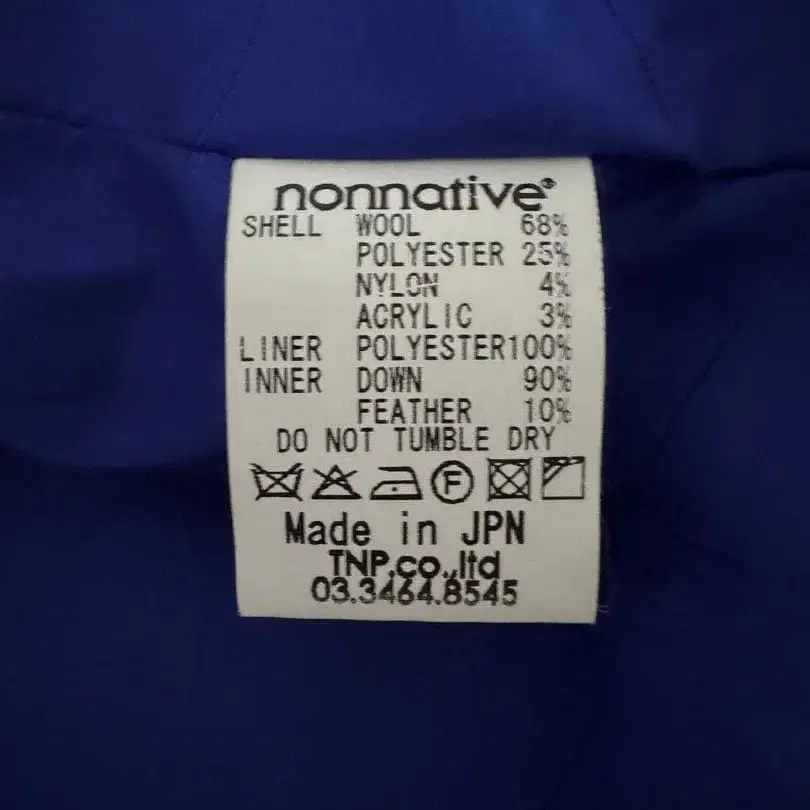 nonnative
SHELL WOOL 68%
POLYESTER 25%
NYLON 4%
ACRYLIC 3%
LINER POLYESTER100%
INNER DOWN 90%
FEATHER 10%
DO NOT TUMBLE DRY
F
Made in JPN
TNP.co.,ltd
03.3464.8545